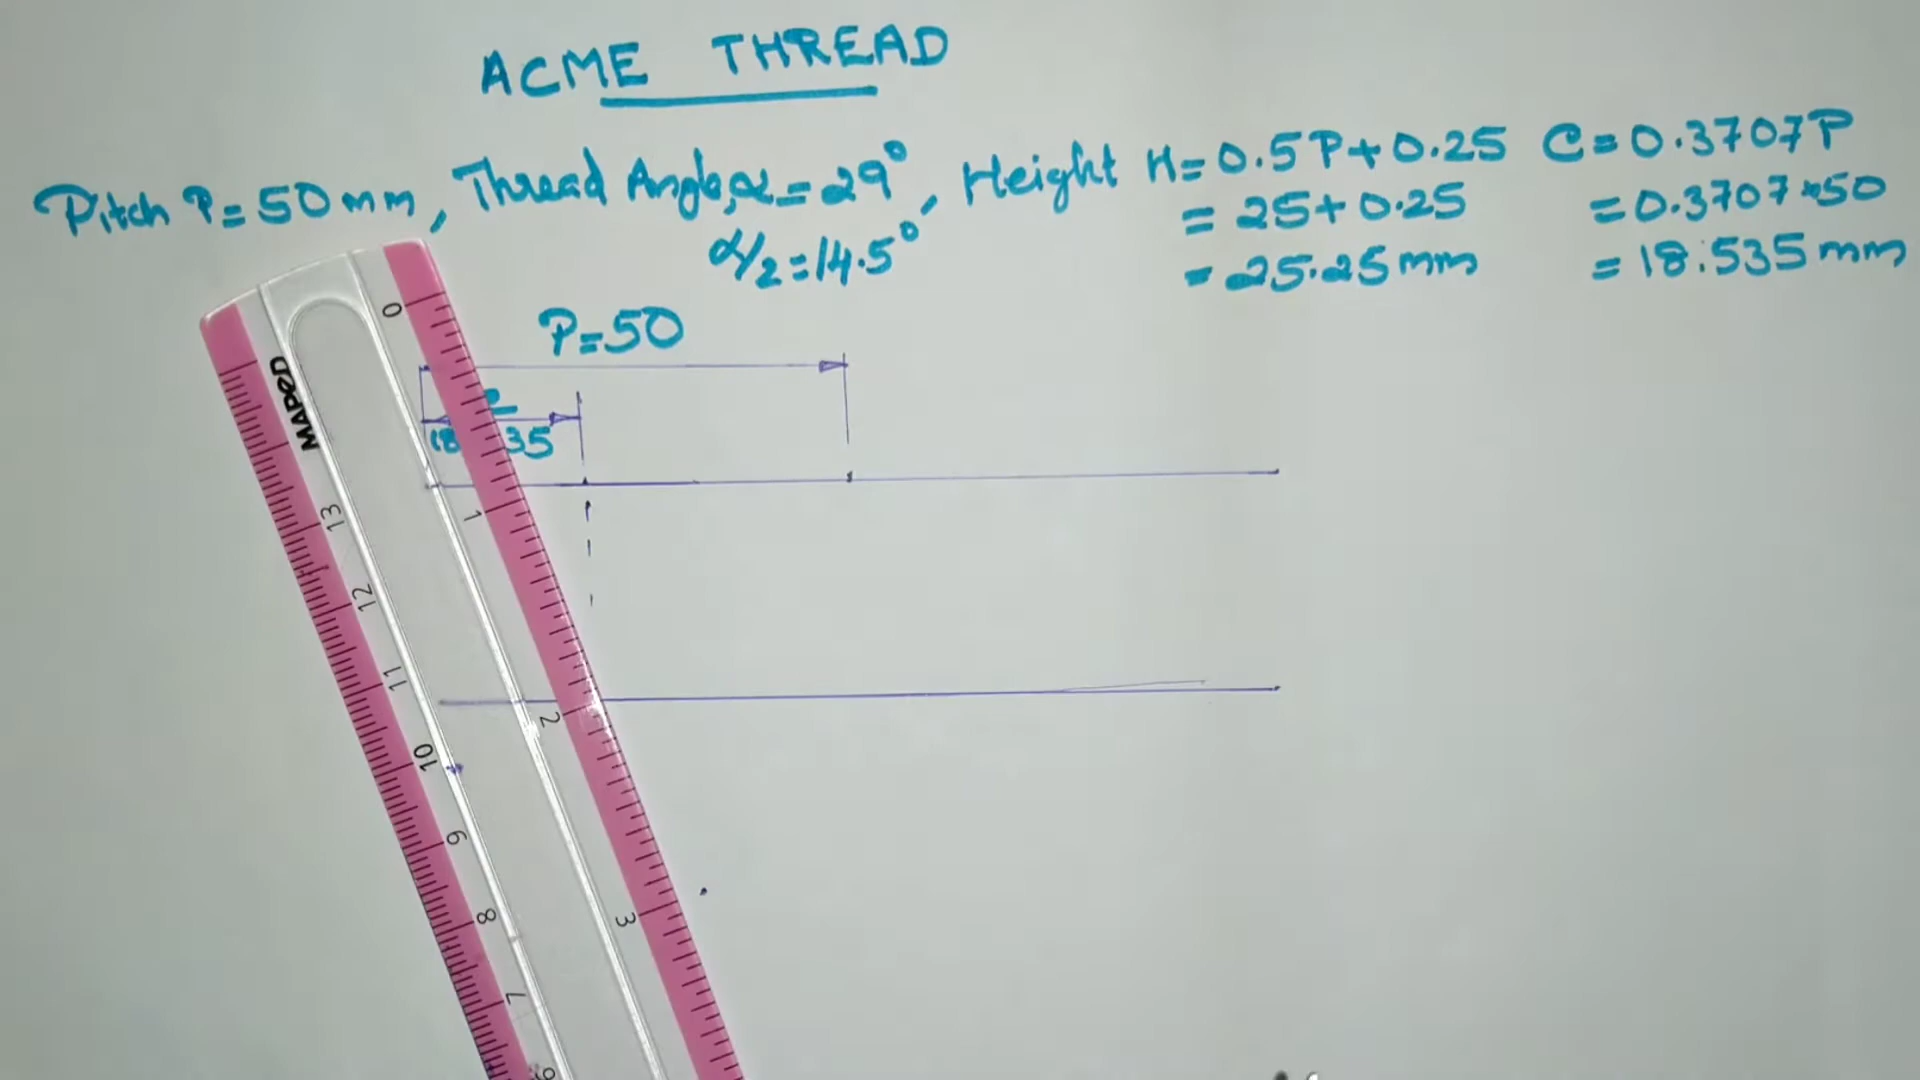 ACME THREAD
Pitch P=50mm, Thread Angle, α=29°, Height H=0.5P+0.25 C=0.3707P
α/2=14.5° = 25+0.25 =0.3707×50
= 25.25mm = 18.535mm
P=50
18 35
MAPED
0
1
2
3
13
12
11
10
9
8
7